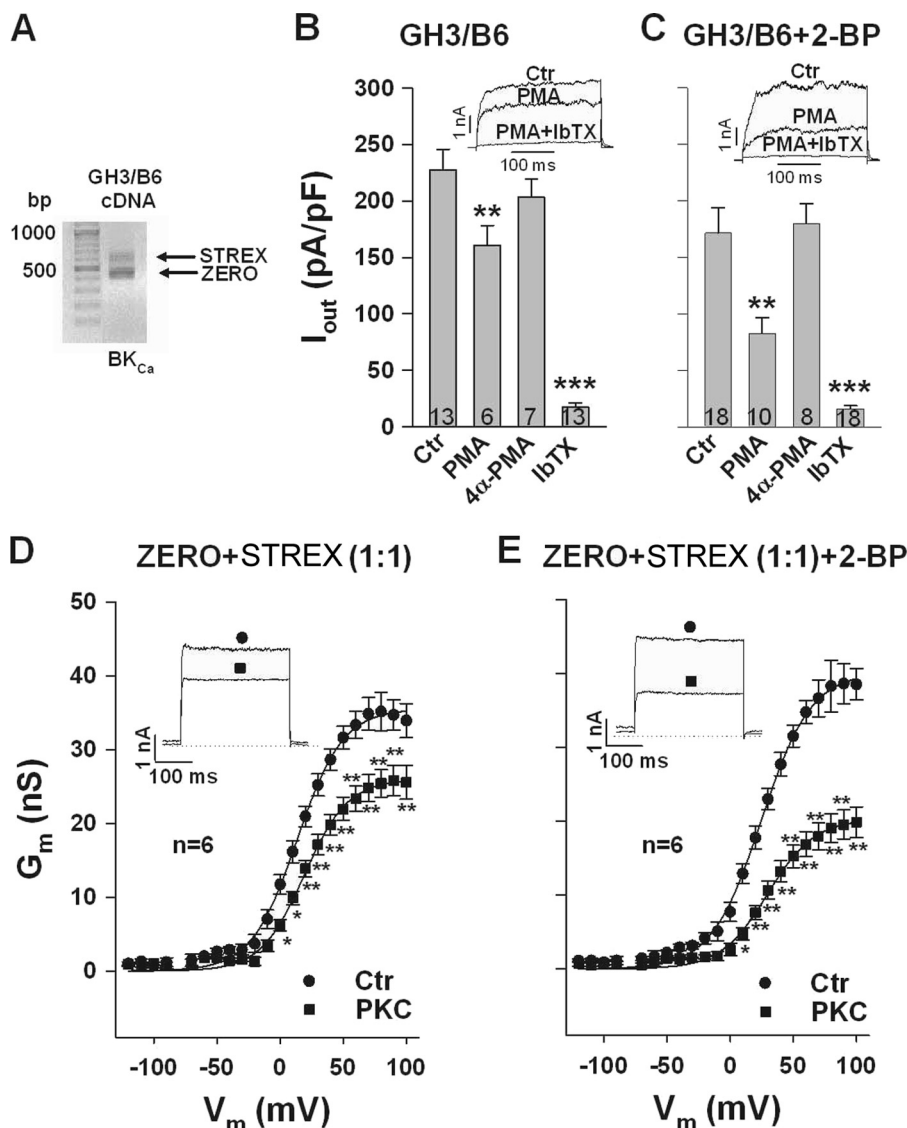 A
GH3/B6
bp cDNA
1000
STREX
500
ZERO
BKCa
B GH3/B6
Iout (pA/pF)
300
250
200
150
100
50
0
Ctr
PMA
PMA+IbTX
1 nA
100 ms
**
***
13 6 7 13
Ctr PMA 4α-PMA IbTX
C GH3/B6+2-BP
Ctr
PMA
PMA+IbTX
1 nA
100 ms
**
***
18 10 8 18
Ctr PMA 4α-PMA IbTX
D ZERO+STREX (1:1)
Gm (nS)
50
40
30
20
10
0
1 nA
100 ms
n=6
** ** **
** **
**
**
**
**
*
*
Ctr
PKC
-100 -50 0 50 100
Vm (mV)
E ZERO+STREX (1:1)+2-BP
1 nA
100 ms
n=6
** ** **
** ** **
**
**
**
*
Ctr
PKC
-100 -50 0 50 100
Vm (mV)